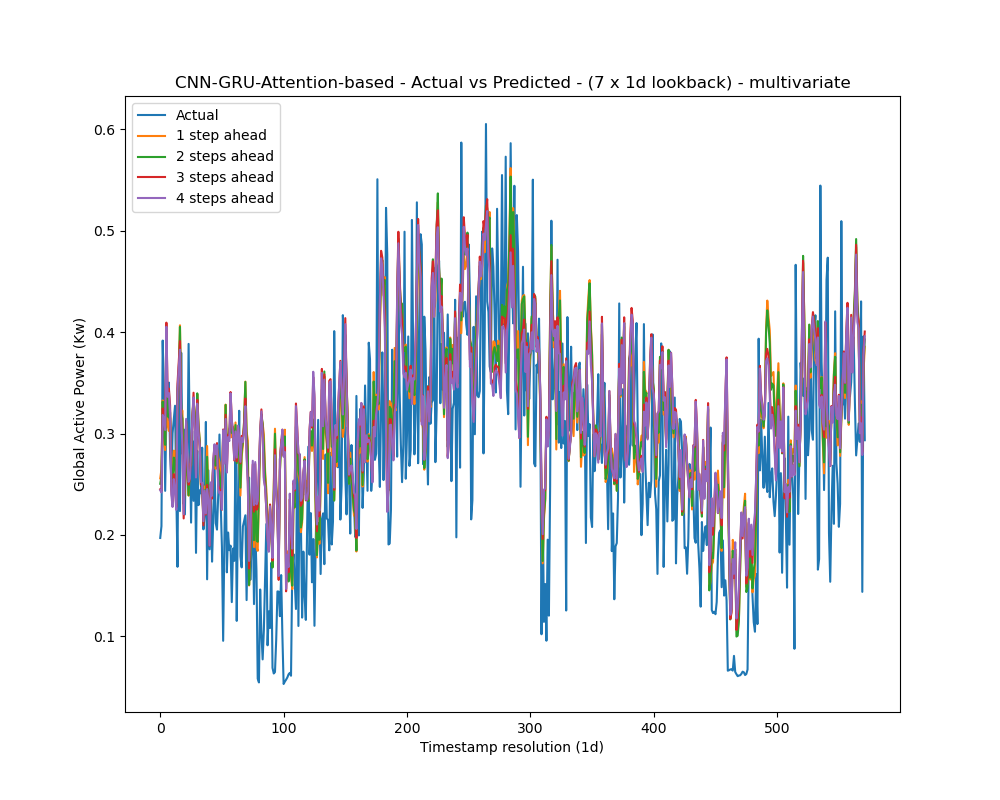 CNN-GRU-Attention-based - Actual vs Predicted - (7 x 1d lookback) - multivariate
Actual
1 step ahead
2 steps ahead
3 steps ahead
4 steps ahead
Global Active Power (Kw)
0.6
0.5
0.4
0.3
0.2
0.1
0 100 200 300 400 500
Timestamp resolution (1d)